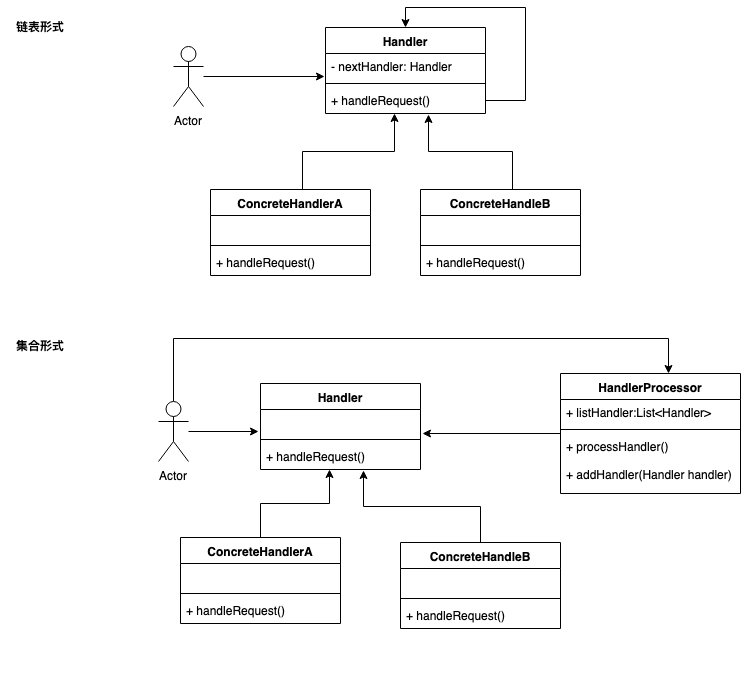 链表形式
Handler
- nextHandler: Handler
+ handleRequest()
Actor
ConcreteHandlerA
+ handleRequest()
ConcreteHandleB
+ handleRequest()
集合形式
Handler
+ handleRequest()
HandlerProcessor
+ listHandler:List<Handler>
+ processHandler()
+ addHandler(Handler handler)
Actor
ConcreteHandlerA
+ handleRequest()
ConcreteHandleB
+ handleRequest()